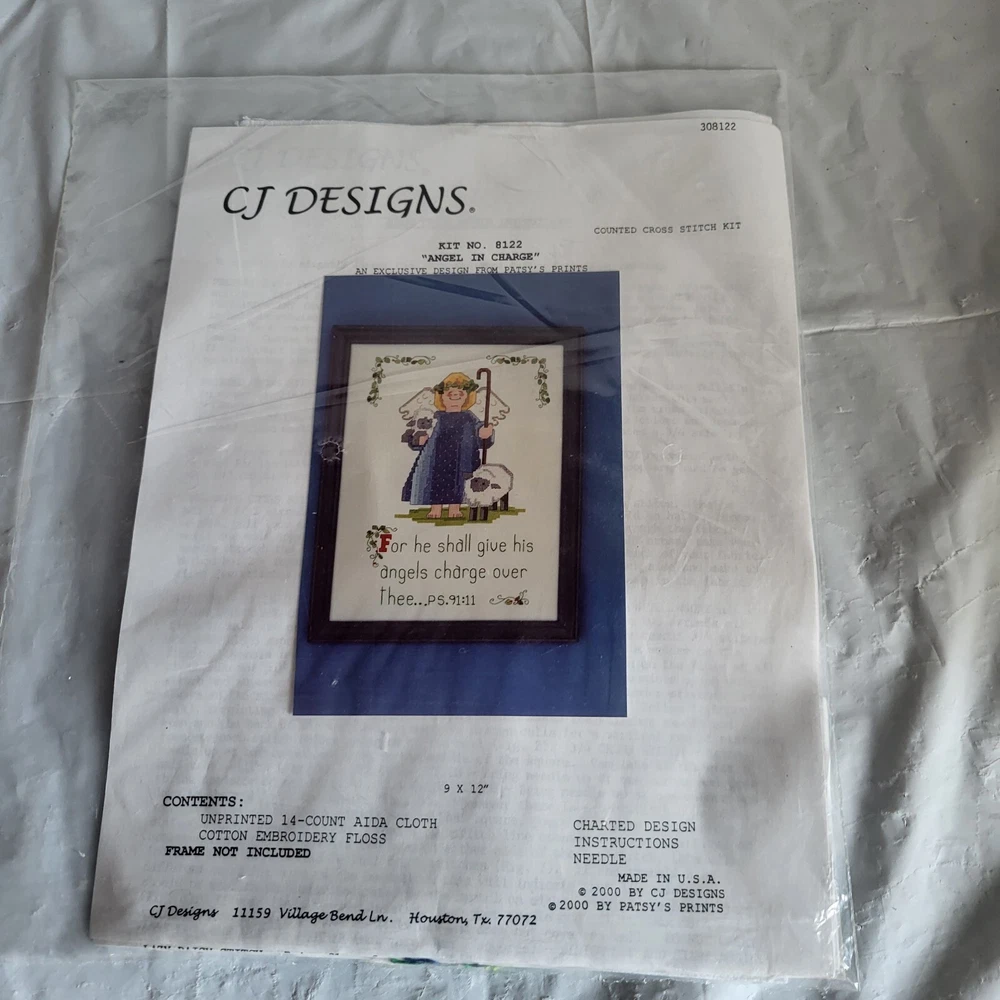 308122
CJ DESIGNS®
COUNTED CROSS STITCH KIT
KIT NO. 8122
"ANGEL IN CHARGE"
AN EXCLUSIVE DESIGN FROM PATSY'S PRINTS
For he shall give his
angels charge over
thee...PS.91:11
9 X 12"
CONTENTS:
UNPRINTED 14-COUNT AIDA CLOTH
COTTON EMBROIDERY FLOSS
FRAME NOT INCLUDED
CHARTED DESIGN
INSTRUCTIONS
NEEDLE
MADE IN U.S.A.
© 2000 BY CJ DESIGNS
© 2000 BY PATSY'S PRINTS
CJ Designs 11159 Village Bend Ln. Houston, Tx. 77072